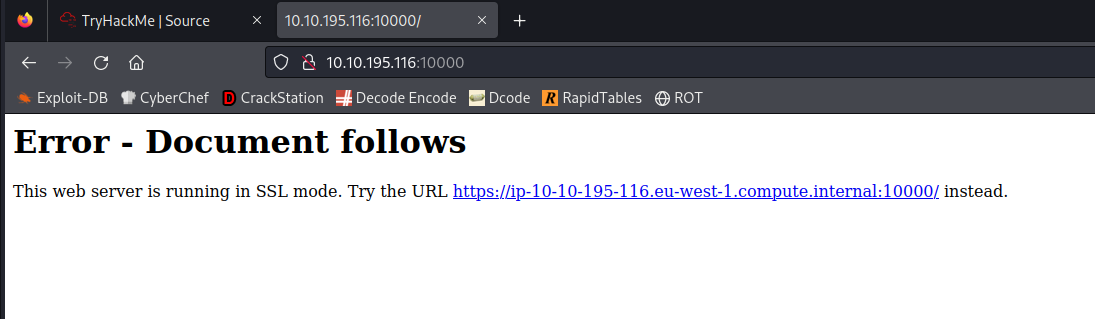 TryHackMe | Source
10.10.195.116:10000/
10.10.195.116:10000
Exploit-DB CyberChef CrackStation Decode Encode Dcode RapidTables ROT
Error - Document follows
This web server is running in SSL mode. Try the URL https://ip-10-10-195-116.eu-west-1.compute.internal:10000/ instead.